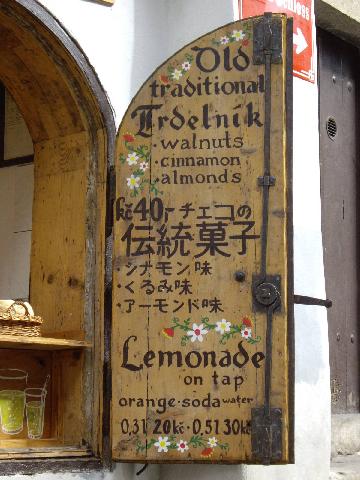 Schloss
Old
traditional
Trdelník
·walnuts
·cinnamon
·almonds
kč40,- チェコの
伝統菓子
・シナモン味
・くるみ味
・アーモンド味
Lemonade
on tap
orange·soda water
0,3l 20kč·0,5l 30kč